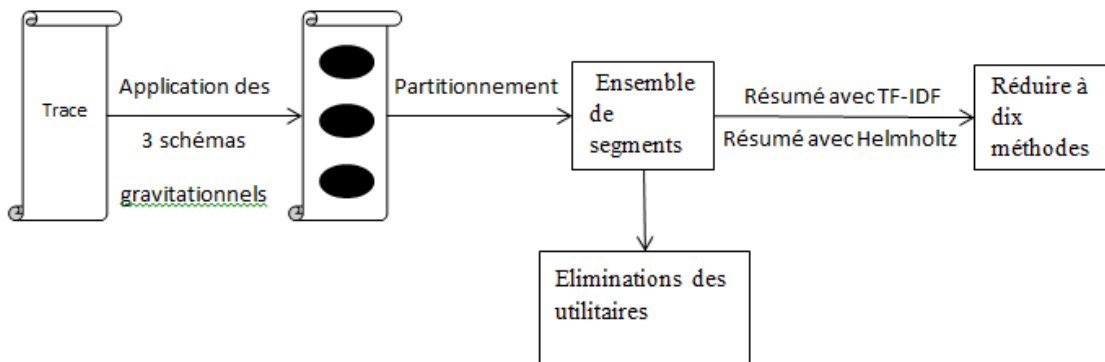 Trace
Application des
3 schémas
gravitationnels
Partitionnement
Ensemble
de
segments
Résumé avec TF-IDF
Résumé avec Helmholtz
Réduire à
dix
méthodes
Eliminations des
utilitaires